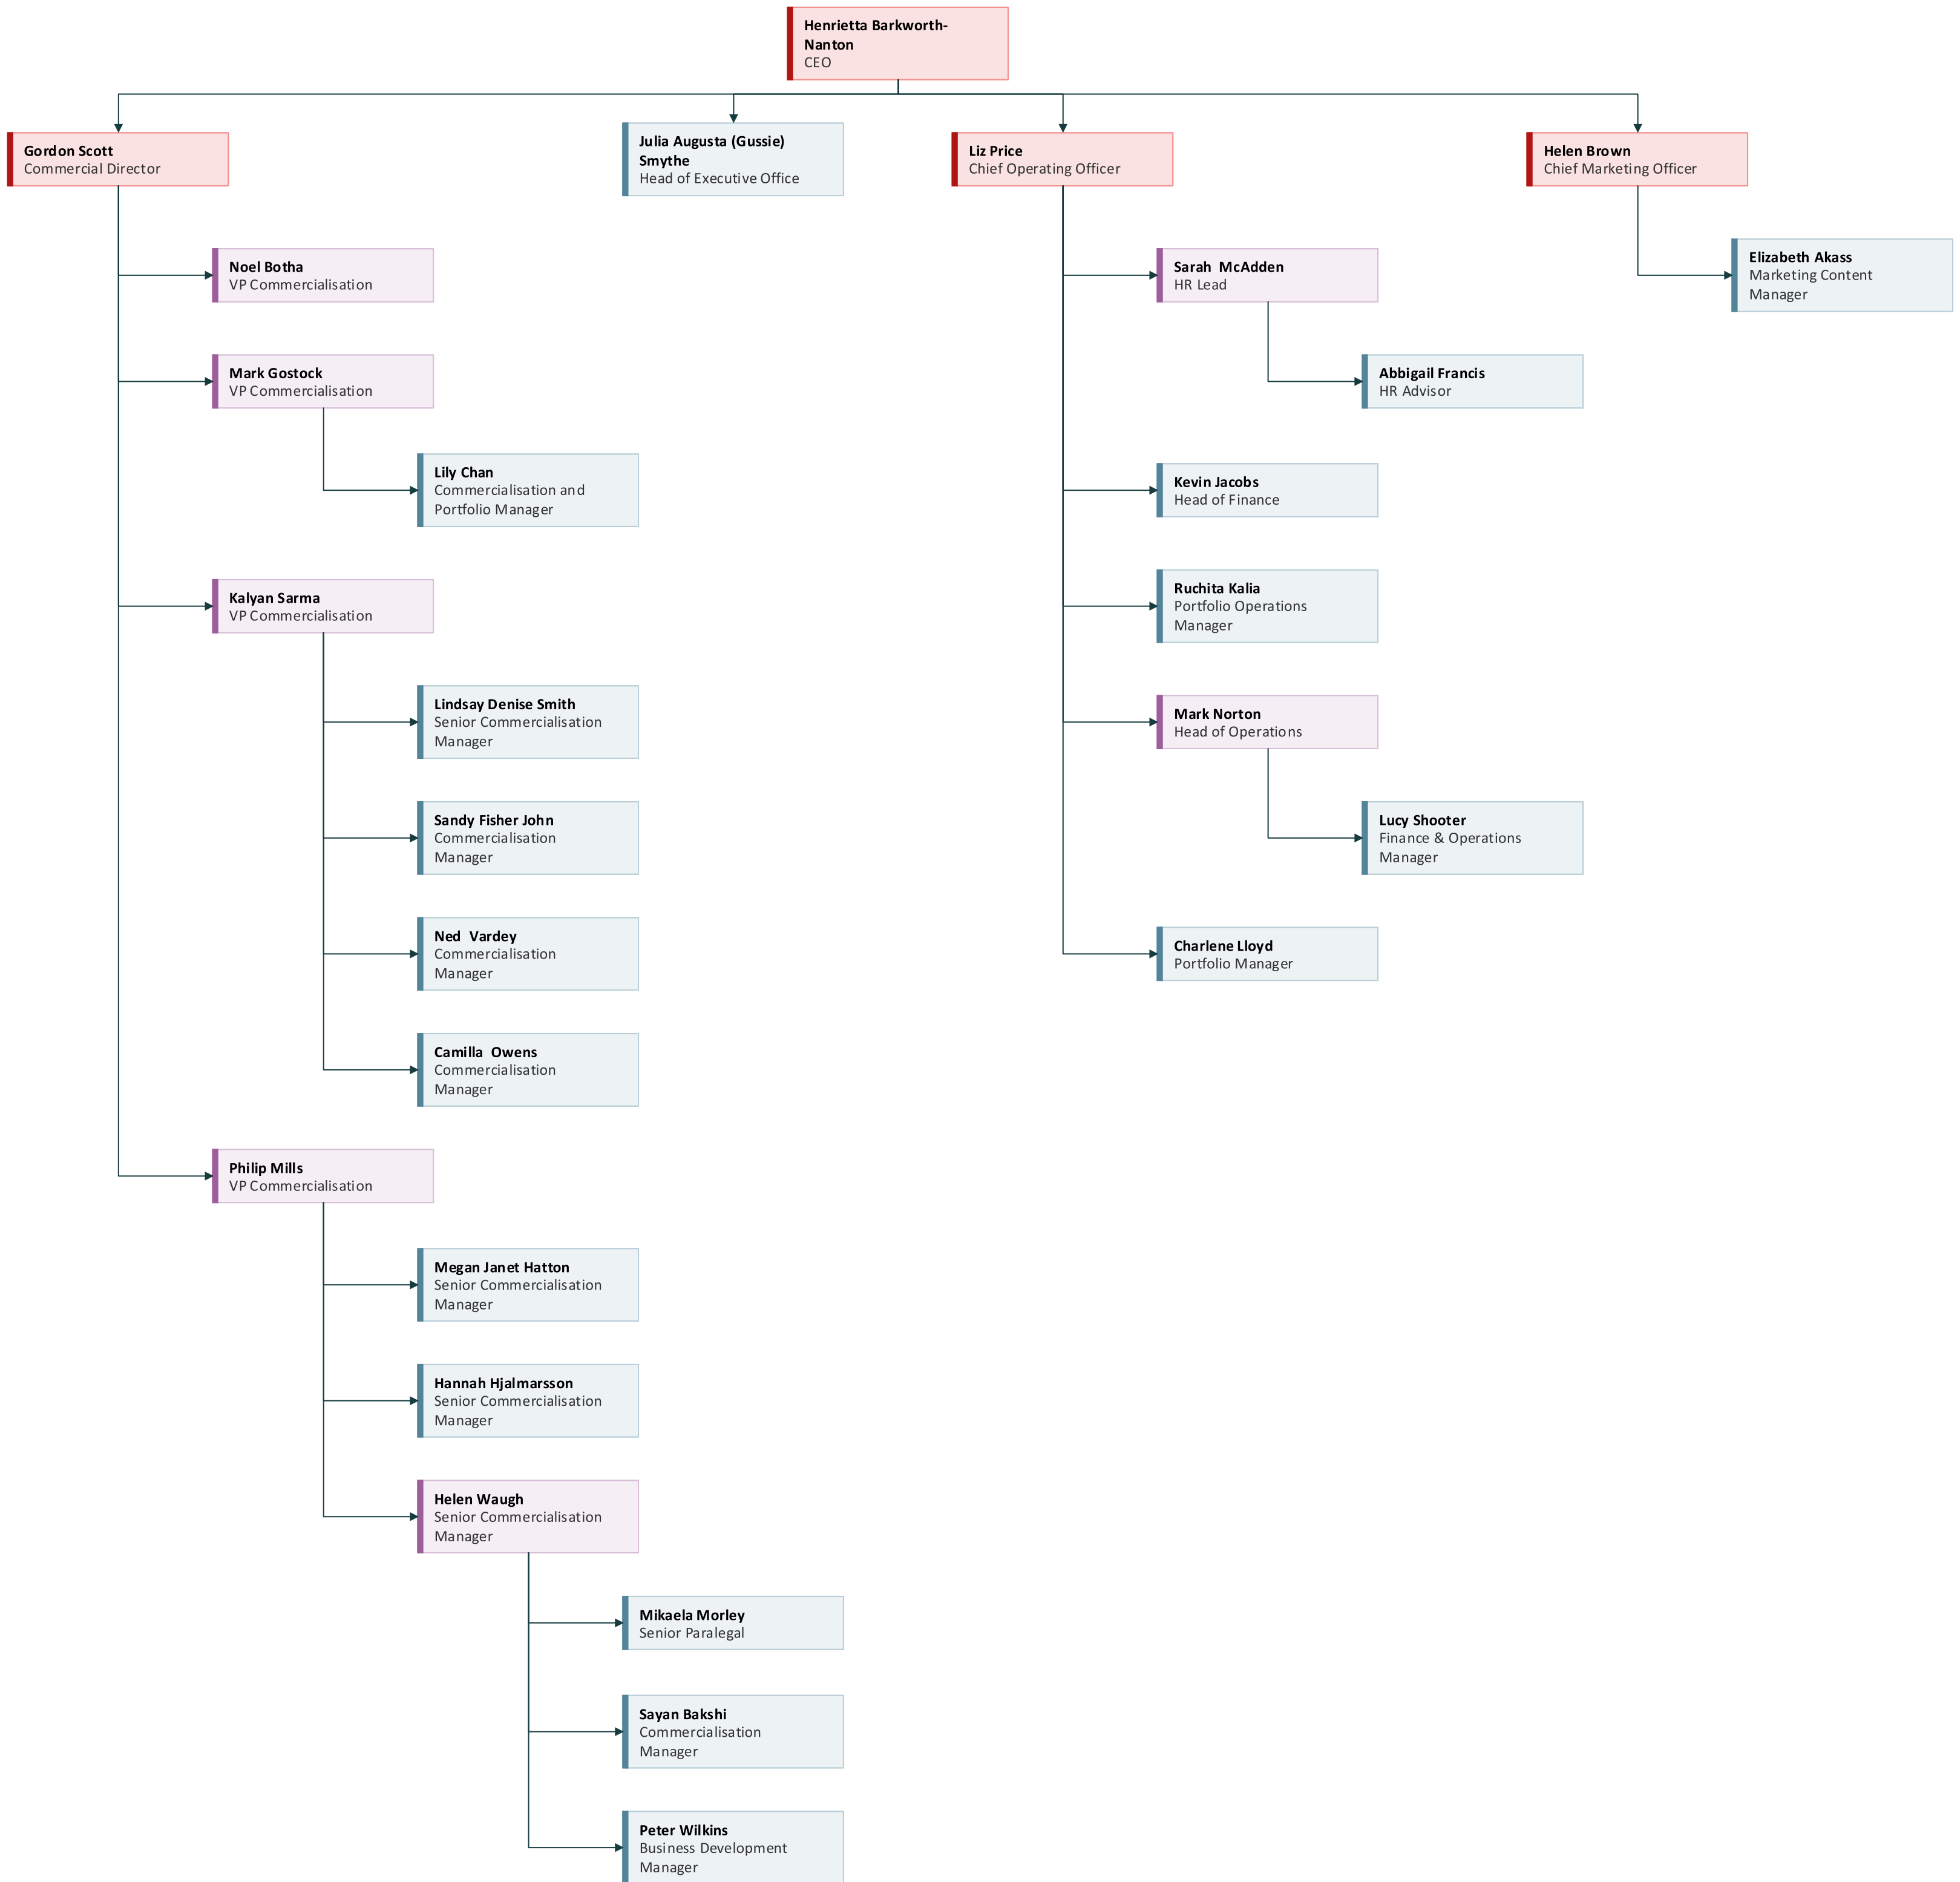 Henrietta Barkworth-
Nanton
CEO
Gordon Scott
Commercial Director
Julia Augusta (Gussie)
Smythe
Head of Executive Office
Liz Price
Chief Operating Officer
Helen Brown
Chief Marketing Officer
Noel Botha
VP Commercialisation
Mark Gostock
VP Commercialisation
Lily Chan
Commercialisation and
Portfolio Manager
Kalyan Sarma
VP Commercialisation
Lindsay Denise Smith
Senior Commercialisation
Manager
Sandy Fisher John
Commercialisation
Manager
Ned  Vardey
Commercialisation
Manager
Camilla  Owens
Commercialisation
Manager
Philip Mills
VP Commercialisation
Megan Janet Hatton
Senior Commercialisation
Manager
Hannah Hjalmarsson
Senior Commercialisation
Manager
Helen Waugh
Senior Commercialisation
Manager
Mikaela Morley
Senior Paralegal
Sayan Bakshi
Commercialisation
Manager
Peter Wilkins
Business Development
Manager
Sarah  McAdden
HR Lead
Abbigail Francis
HR Advisor
Kevin Jacobs
Head of Finance
Ruchita Kalia
Portfolio Operations
Manager
Mark Norton
Head of Operations
Lucy Shooter
Finance & Operations
Manager
Charlene Lloyd
Portfolio Manager
Elizabeth Akass
Marketing Content
Manager